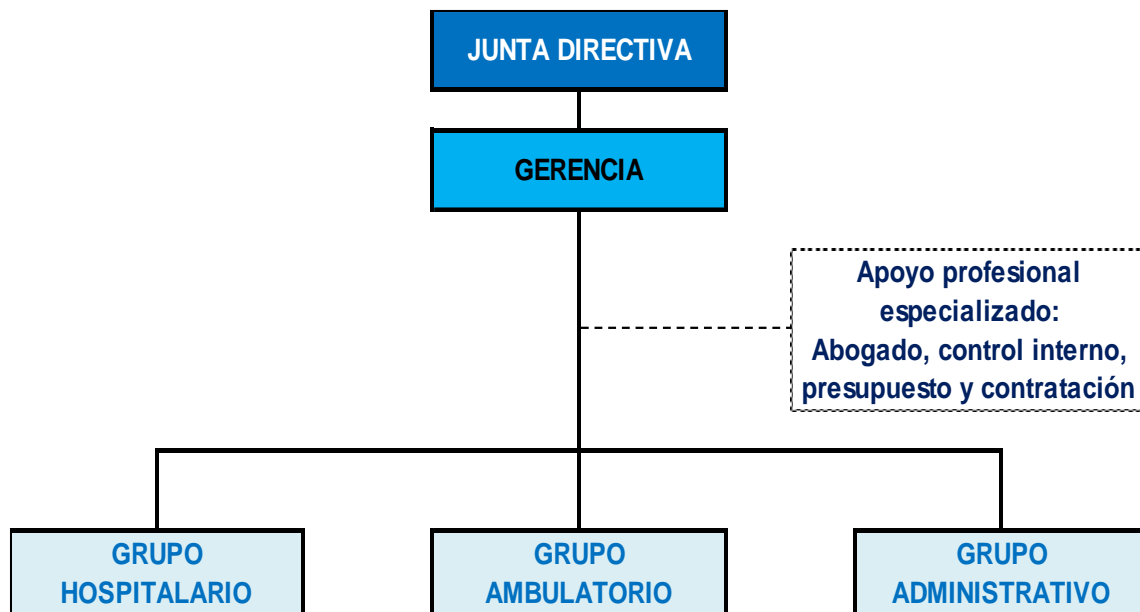 JUNTA DIRECTIVA
GERENCIA
Apoyo profesional
especializado:
Abogado, control interno,
presupuesto y contratación
GRUPO
HOSPITALARIO
GRUPO
AMBULATORIO
GRUPO
ADMINISTRATIVO